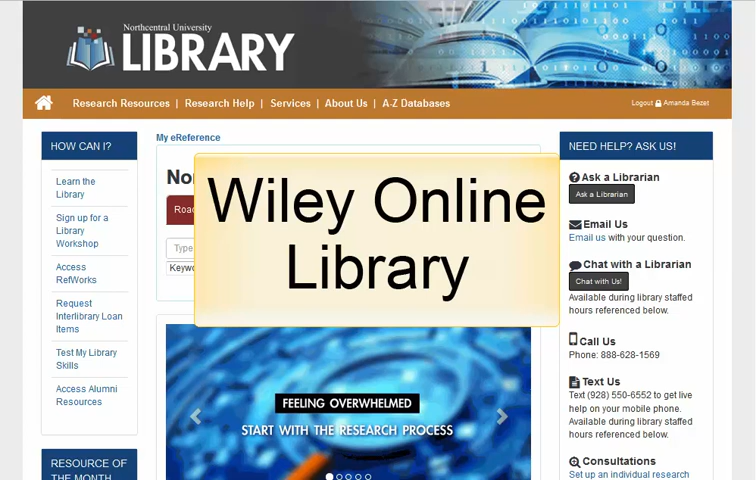 Northcentral University
LIBRARY
Research Resources | Research Help | Services | About Us | A-Z Databases
Logout Amanda Bezet
HOW CAN I?
Learn the
Library
Sign up for a
Library
Workshop
Access
RefWorks
Request
Interlibrary Loan
Items
Test My Library
Skills
Access Alumni
Resources
RESOURCE OF
THE MONTH
My eReference
Wiley Online
Library
FEELING OVERWHELMED
START WITH THE RESEARCH PROCESS
NEED HELP? ASK US!
Ask a Librarian
Ask a Librarian
Email Us
Email us with your question.
Chat with a Librarian
Chat with Us!
Available during library staffed
hours referenced below.
Call Us
Phone: 888-628-1569
Text Us
Text (928) 550-6552 to get live
help on your mobile phone.
Available during library staffed
hours referenced below.
Consultations
Set up an individual research